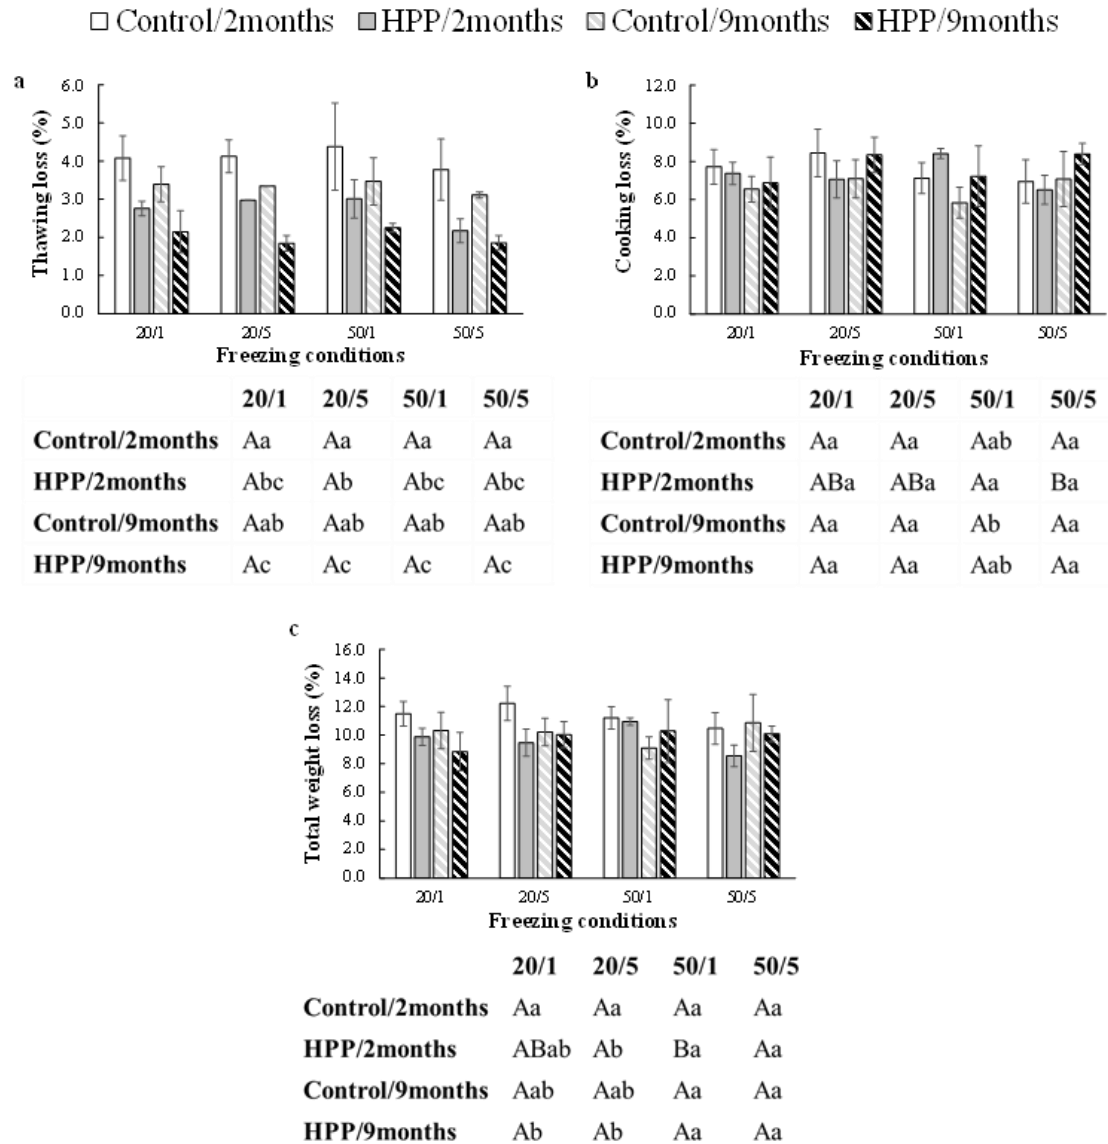 Control/2months HPP/2months Control/9months HPP/9months
a
6.0
5.0
4.0
3.0
2.0
1.0
0.0
Thawing loss (%)
20/1 20/5 50/1 50/5
Freezing conditions
20/1 20/5 50/1 50/5
Control/2months Aa Aa Aa Aa
HPP/2months Abc Ab Abc Abc
Control/9months Aab Aab Aab Aab
HPP/9months Ac Ac Ac Ac
b
12.0
10.0
8.0
6.0
4.0
2.0
0.0
Cooking loss (%)
20/1 20/5 50/1 50/5
Freezing conditions
20/1 20/5 50/1 50/5
Control/2months Aa Aa Aab Aa
HPP/2months ABa ABa Aa Ba
Control/9months Aa Aa Ab Aa
HPP/9months Aa Aa Aab Aa
c
16.0
14.0
12.0
10.0
8.0
6.0
4.0
2.0
0.0
Total weight loss (%)
20/1 20/5 50/1 50/5
Freezing conditions
20/1 20/5 50/1 50/5
Control/2months Aa Aa Aa Aa
HPP/2months ABab Ab Ba Aa
Control/9months Aab Aab Aa Aa
HPP/9months Ab Ab Aa Aa